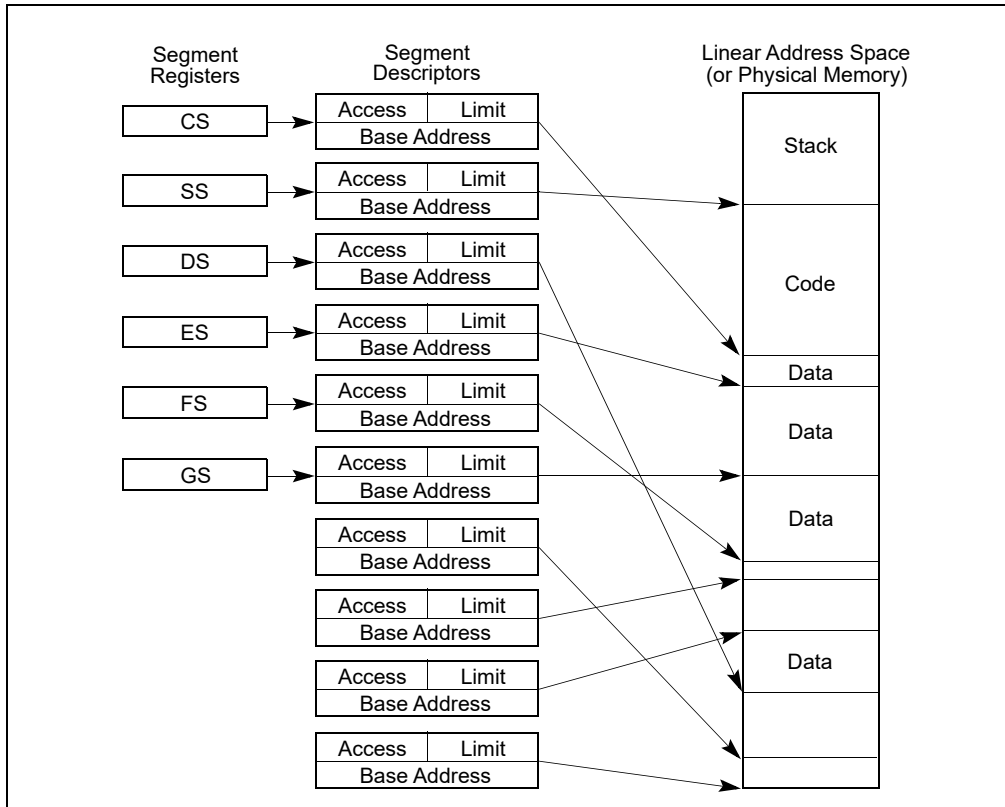 Segment
Registers
Segment
Descriptors
Linear Address Space
(or Physical Memory)
CS
Access Limit
Base Address
Stack
SS
Access Limit
Base Address
DS
Access Limit
Base Address
Code
ES
Access Limit
Base Address
Data
FS
Access Limit
Base Address
Data
GS
Access Limit
Base Address
Data
Access Limit
Base Address
Access Limit
Base Address
Access Limit
Base Address
Data
Access Limit
Base Address